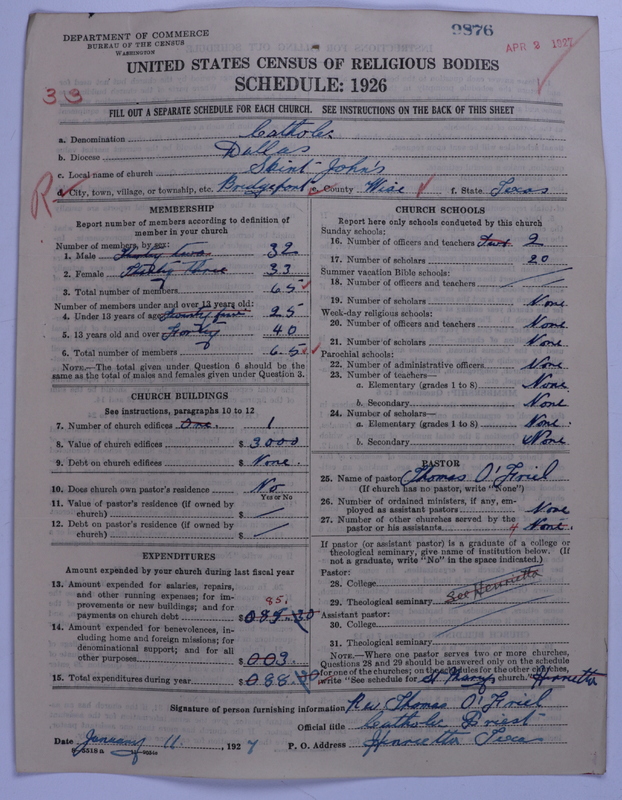 DEPARTMENT OF COMMERCE
BUREAU OF THE CENSUS
WASHINGTON
9876
APR 2 1927
UNITED STATES CENSUS OF RELIGIOUS BODIES
SCHEDULE: 1926
33
FILL OUT A SEPARATE SCHEDULE FOR EACH CHURCH. SEE INSTRUCTIONS ON THE BACK OF THIS SHEET
a. Denomination Catholic
b. Diocese Dallas
c. Local name of church Saint John's
R
d. City, town, village, or township, etc. Bridgeport e. County Wise f. State Texas
MEMBERSHIP
Report number of members according to definition of member in your church
Number of members, by sex:
1. Male Thirty two 32
2. Female Thirty three 33
3. Total number of members 65
Number of members under and over 13 years old:
4. Under 13 years of age Twenty five 25
5. 13 years old and over Forty 40
6. Total number of members 65
NOTE.—The total given under Question 6 should be
same as the total of males and females given under Question 3.
CHURCH BUILDINGS
See instructions, paragraphs 10 to 12
7. Number of church edifices One 1
8. Value of church edifices $ 3,000
9. Debt on church edifices $ None.
10. Does church own pastor's residence No
Yes or No
11. Value of pastor's residence (if owned by
church) $
12. Debt on pastor's residence (if owned by
church) $
EXPENDITURES
Amount expended by your church during last fiscal year
13. Amount expended for salaries, repairs,
and other running expenses; for im-
provements or new buildings; and for
payments on church debt $
85.
14. Amount expended for benevolences, in-
cluding home and foreign missions; for
denominational support; and for all
other purposes $ 003
15. Total expenditures during year $ 088
CHURCH SCHOOLS
Report here only schools conducted by this church
Sunday schools:
16. Number of officers and teachers Two 2
17. Number of scholars 20
Summer vacation Bible schools:
18. Number of officers and teachers
19. Number of scholars None
Week-day religious schools:
20. Number of officers and teachers None
21. Number of scholars None
Parochial schools:
22. Number of administrative officers None
23. Number of teachers—
a. Elementary (grades 1 to 8) None
b. Secondary None
24. Number of scholars—
a. Elementary (grades 1 to 8) None
b. Secondary None
PASTOR
25. Name of pastor Thomas O'Friel
(If church has no pastor, write "None")
26. Number of ordained ministers, if any, em-
ployed as assistant pastors None
27. Number of other churches served by the
pastor or his assistants 4 None.
If pastor (or assistant pastor) is a graduate of a college or
theological seminary, give name of institution below. (If
not a graduate, write "No" in the space indicated.)
Pastor:
28. College
See Henrietta
29. Theological seminary
Assistant pastor:
30. College
31. Theological seminary
NOTE.—Where one pastor serves two or more churches,
Questions 28 and 29 should be answered only on the schedule
for one of the churches; on the schedules for the other churches,
write "See schedule for St Marys church." Henrietta
Signature of person furnishing information Rev Thomas O'Friel
Official title Catholic Priest
Date January 11, 1927 P. O. Address Henrietta Texas